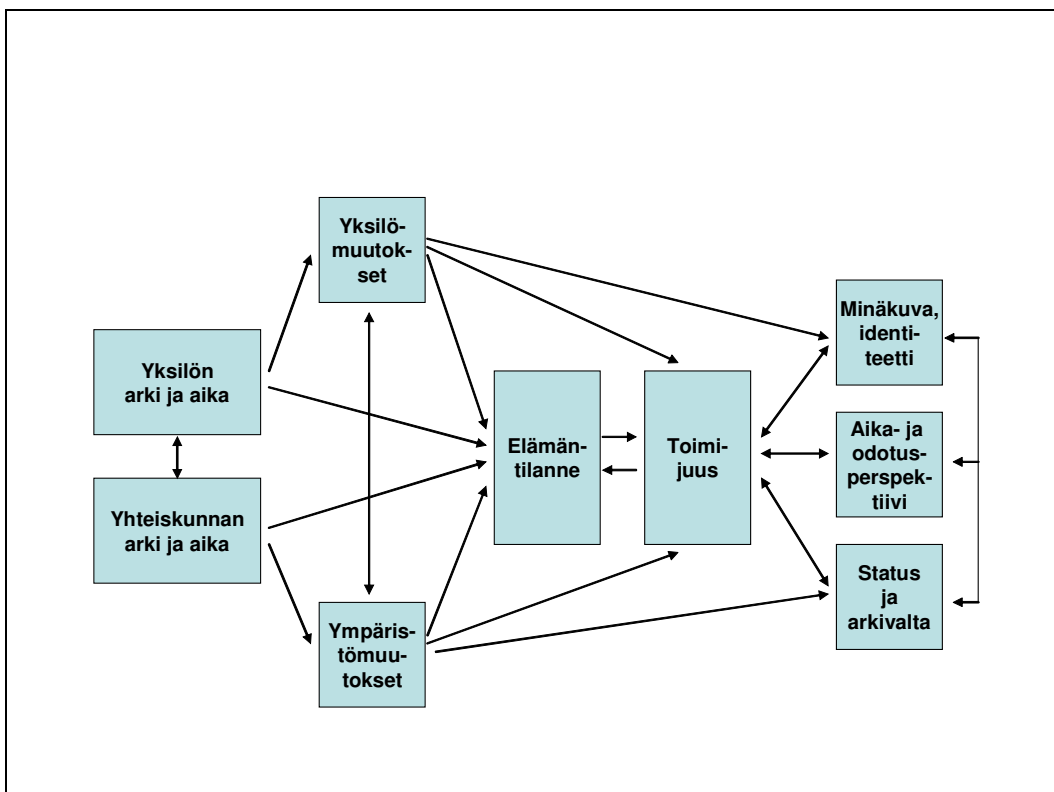 Yksilö-
muutok-
set
Yksilön
arki ja aika
Yhteiskunnan
arki ja aika
Ympäris-
tömuu-
tokset
Elämän-
tilanne
Toimi-
juus
Minäkuva,
identi-
teetti
Aika- ja
odotus-
perspek-
tiivi
Status
ja
arkivalta